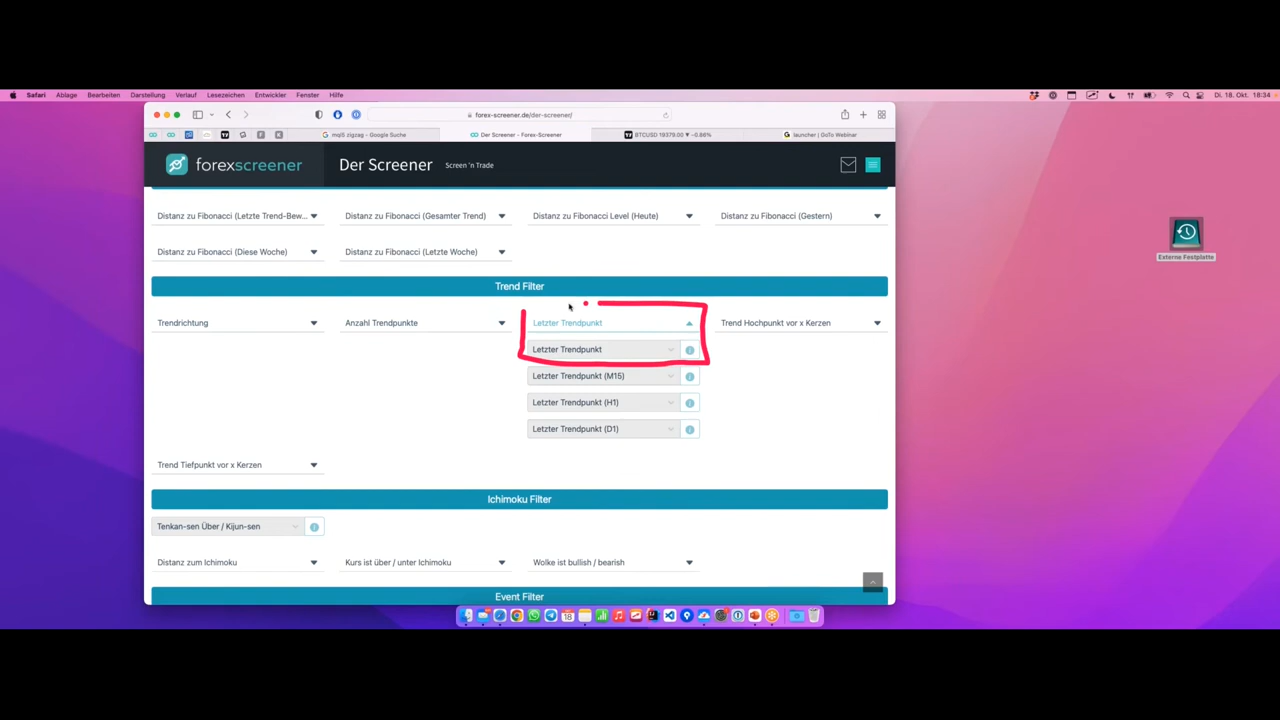 Safari Ablage Bearbeiten Darstellung Verlauf Lesezeichen Entwickler Fenster Hilfe Di. 18. Okt. 18:34
forex-screener.de/der-screener/
mql5 zigzag - Google Suche Der Screener - Forex-Screener BTCUSD 19379.00 ▼ −0.86% launcher | GoTo Webinar
forexscreener Der Screener Screen 'n Trade
Distanz zu Fibonacci (Letzte Trend-Bew... Distanz zu Fibonacci (Gesamter Trend) Distanz zu Fibonacci Level (Heute) Distanz zu Fibonacci (Gestern)
Distanz zu Fibonacci (Diese Woche) Distanz zu Fibonacci (Letzte Woche)
Trend Filter
Trendrichtung Anzahl Trendpunkte Letzter Trendpunkt Trend Hochpunkt vor x Kerzen
Letzter Trendpunkt
Letzter Trendpunkt (M15)
Letzter Trendpunkt (H1)
Letzter Trendpunkt (D1)
Trend Tiefpunkt vor x Kerzen
Ichimoku Filter
Tenkan-sen Über / Kijun-sen
Distanz zum Ichimoku Kurs ist über / unter Ichimoku Wolke ist bullish / bearish
Event Filter
Externe Festplatte